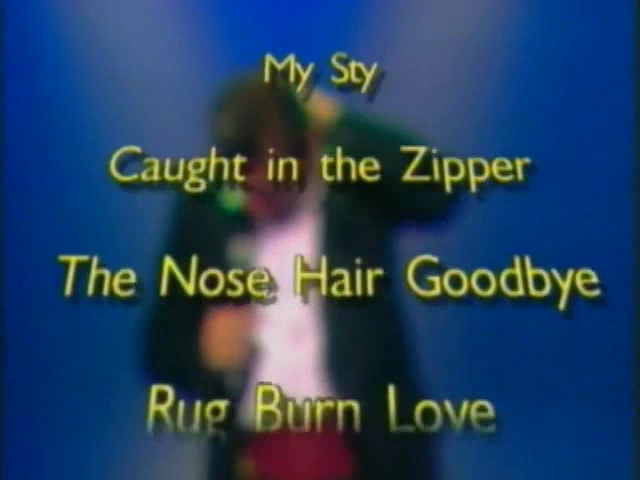 My Sty
Caught in the Zipper
The Nose Hair Goodbye
Rug Burn Love